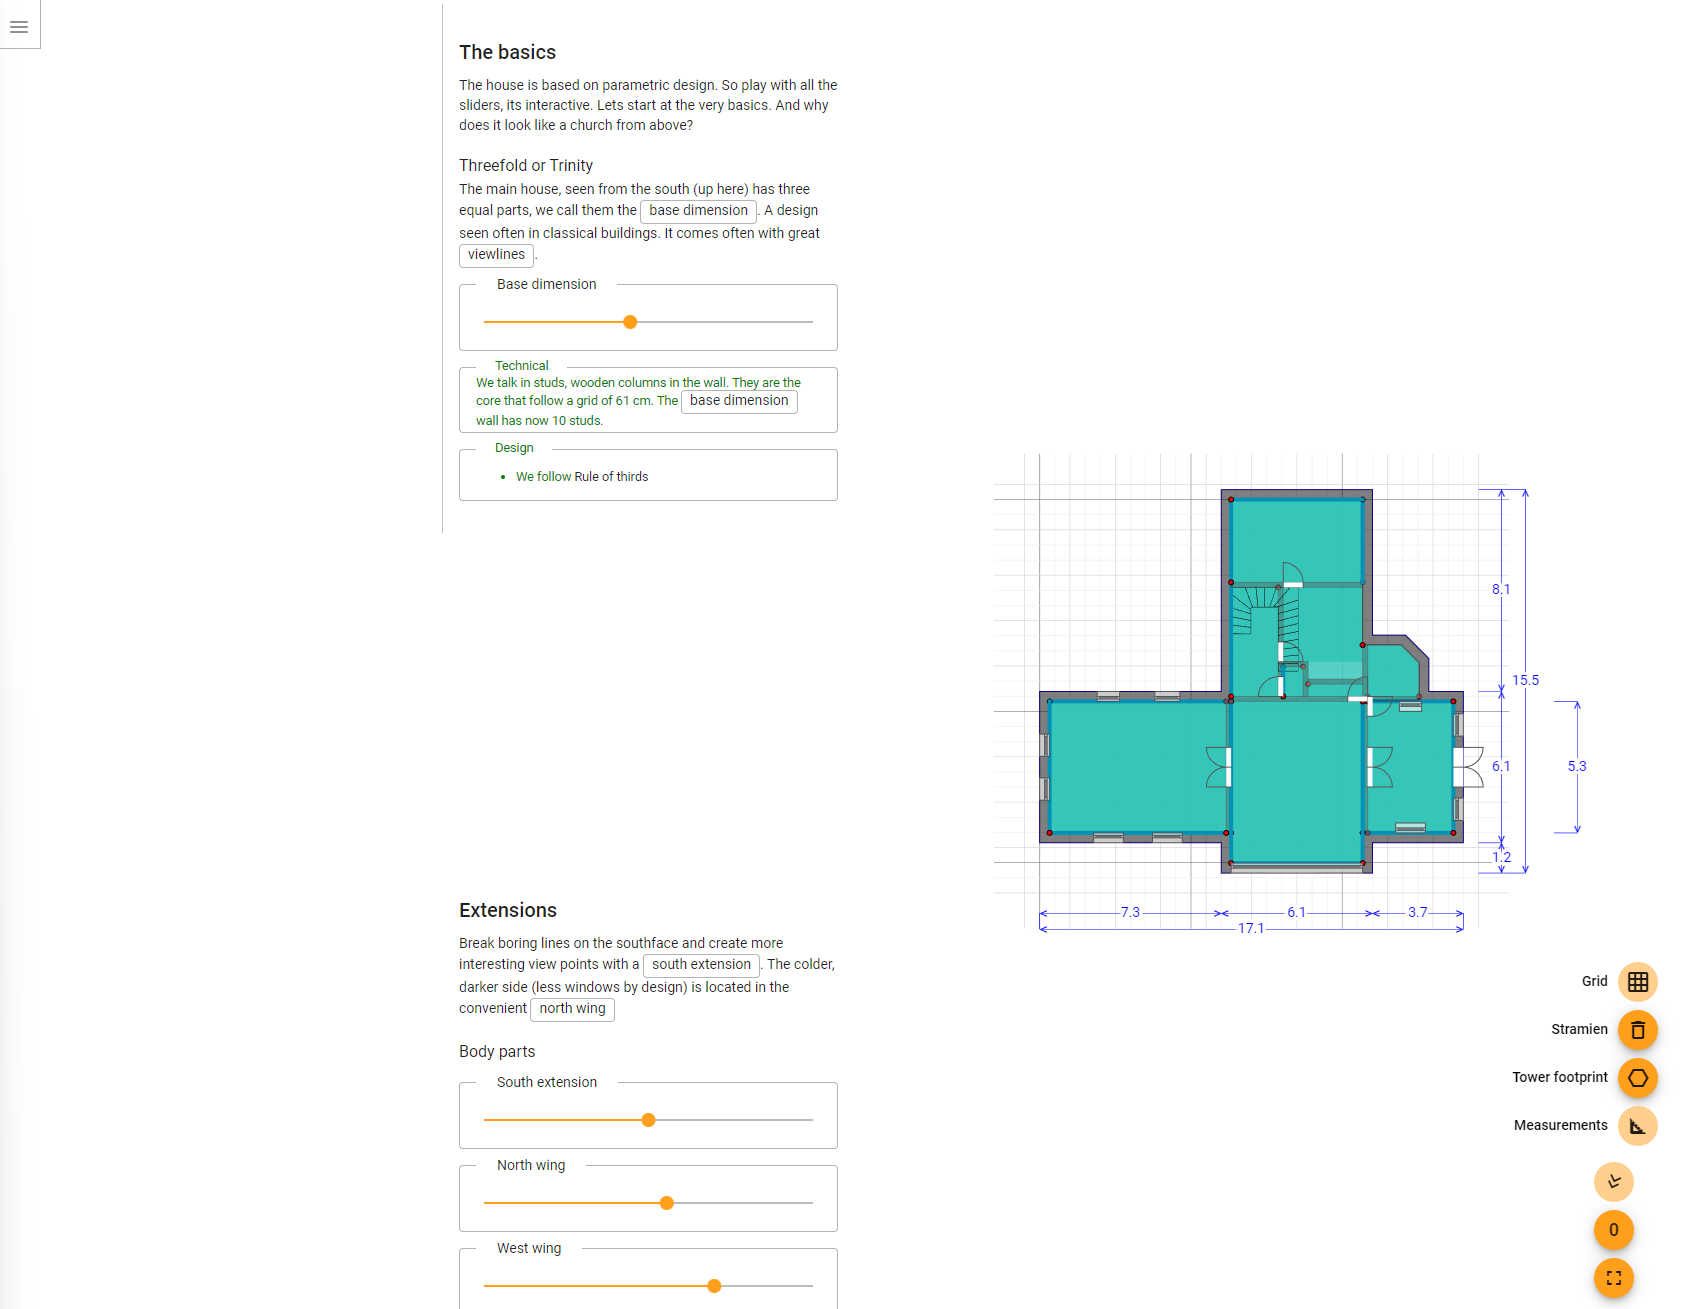 The basics
The house is based on parametric design. So play with all the
sliders, its interactive. Lets start at the very basics. And why
does it look like a church from above?
Threefold or Trinity
The main house, seen from the south (up here) has three
equal parts, we call them the base dimension . A design
seen often in classical buildings. It comes often with great
viewlines .
Base dimension
Technical
We talk in studs, wooden columns in the wall. They are the
core that follow a grid of 61 cm. The base dimension
wall has now 10 studs.
Design
• We follow Rule of thirds
Extensions
Break boring lines on the southface and create more
interesting view points with a south extension . The colder,
darker side (less windows by design) is located in the
convenient north wing
Body parts
South extension
North wing
West wing
8.1
15.5
6.1
5.3
1.2
7.3
6.1
3.7
17.1
Grid
Stramien
Tower footprint
Measurements
0